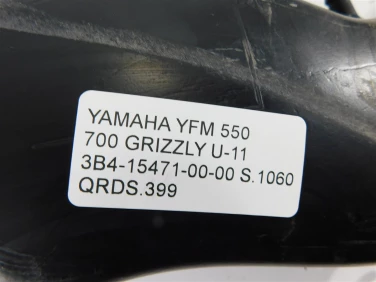 YAMAHA YFM 550
700 GRIZZLY U-11
3B4-15471-00-00 S.1060
QRDS.399